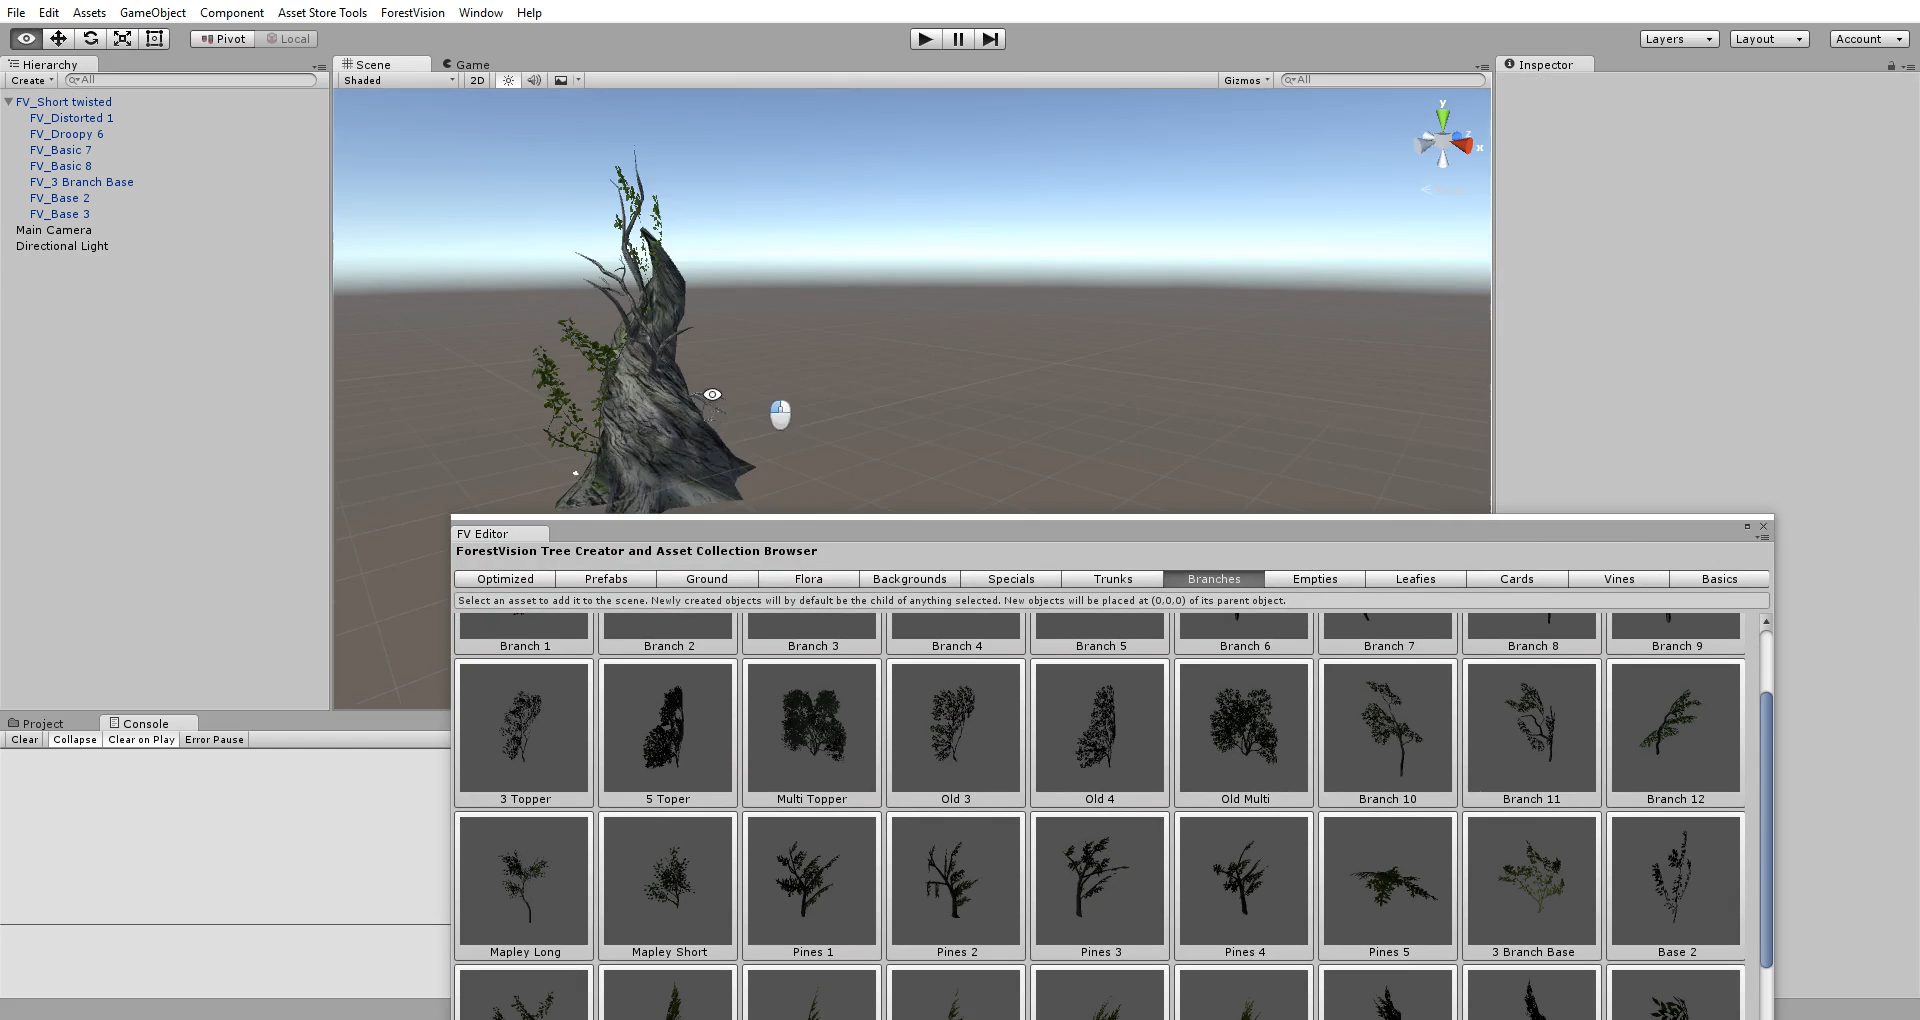 File Edit Assets GameObject Component Asset Store Tools ForestVision Window Help
Pivot Local Layers Layout Account
Hierarchy Scene Game Inspector
Create All Shaded 2D Gizmos All
FV_Short twisted
FV_Distorted 1
FV_Droopy 6
FV_Basic 7
FV_Basic 8
FV_3 Branch Base
FV_Base 2
FV_Base 3
Main Camera
Directional Light
y
z
x
Project Console
Clear Collapse Clear on Play Error Pause
FV Editor
ForestVision Tree Creator and Asset Collection Browser
Optimized Prefabs Ground Flora Backgrounds Specials Trunks Branches Empties Leafies Cards Vines Basics
Select an asset to add it to the scene. Newly created objects will by default be the child of anything selected. New objects will be placed at (0,0,0) of its parent object.
Branch 1 Branch 2 Branch 3 Branch 4 Branch 5 Branch 6 Branch 7 Branch 8 Branch 9
3 Topper 5 Toper Multi Topper Old 3 Old 4 Old Multi Branch 10 Branch 11 Branch 12
Mapley Long Mapley Short Pines 1 Pines 2 Pines 3 Pines 4 Pines 5 3 Branch Base Base 2